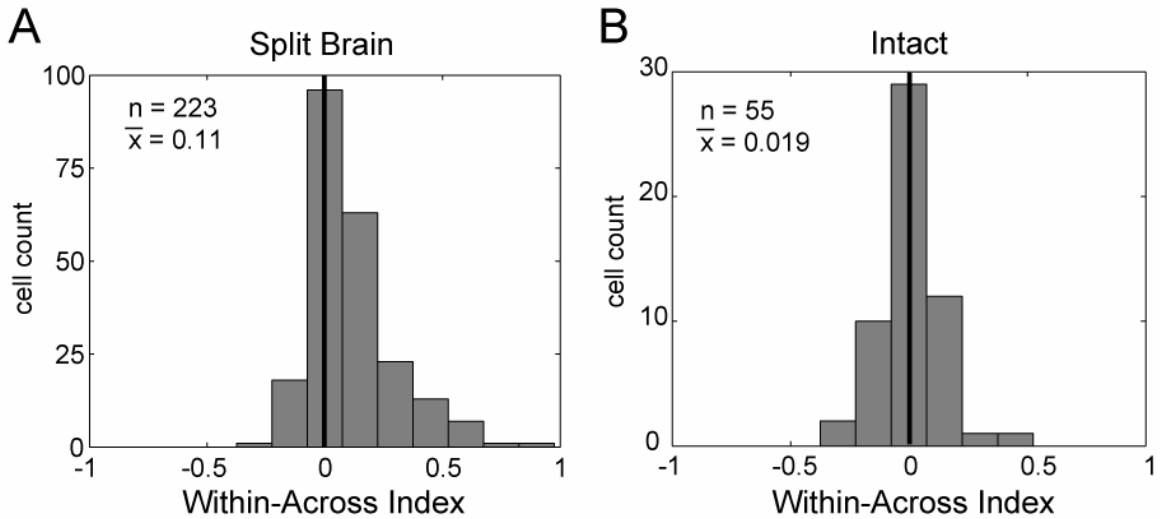 A
Split Brain
n = 223
x̅ = 0.11
100
75
50
25
0
cell count
-1
-0.5
0
0.5
1
Within-Across Index
B
Intact
n = 55
x̅ = 0.019
30
20
10
0
cell count
-1
-0.5
0
0.5
1
Within-Across Index